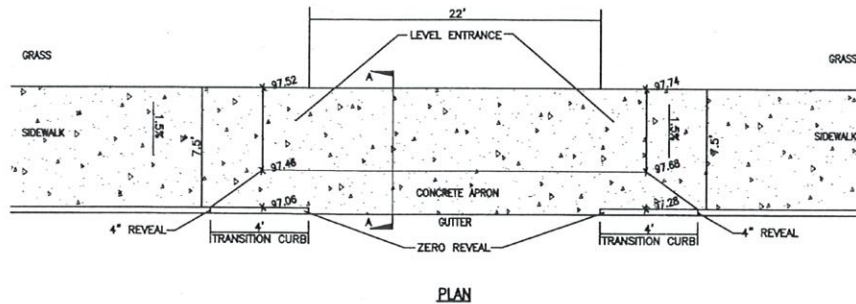 22'
LEVEL ENTRANCE
GRASS
GRASS
A
97.52
97.74
SIDEWALK
1.5%
7.5'
1.5%
4.5'
SIDEWALK
97.46
97.68
CONCRETE APRON
97.06
97.28
A
GUTTER
4" REVEAL
4'
TRANSITION CURB
ZERO REVEAL
4'
TRANSITION CURB
4" REVEAL
PLAN